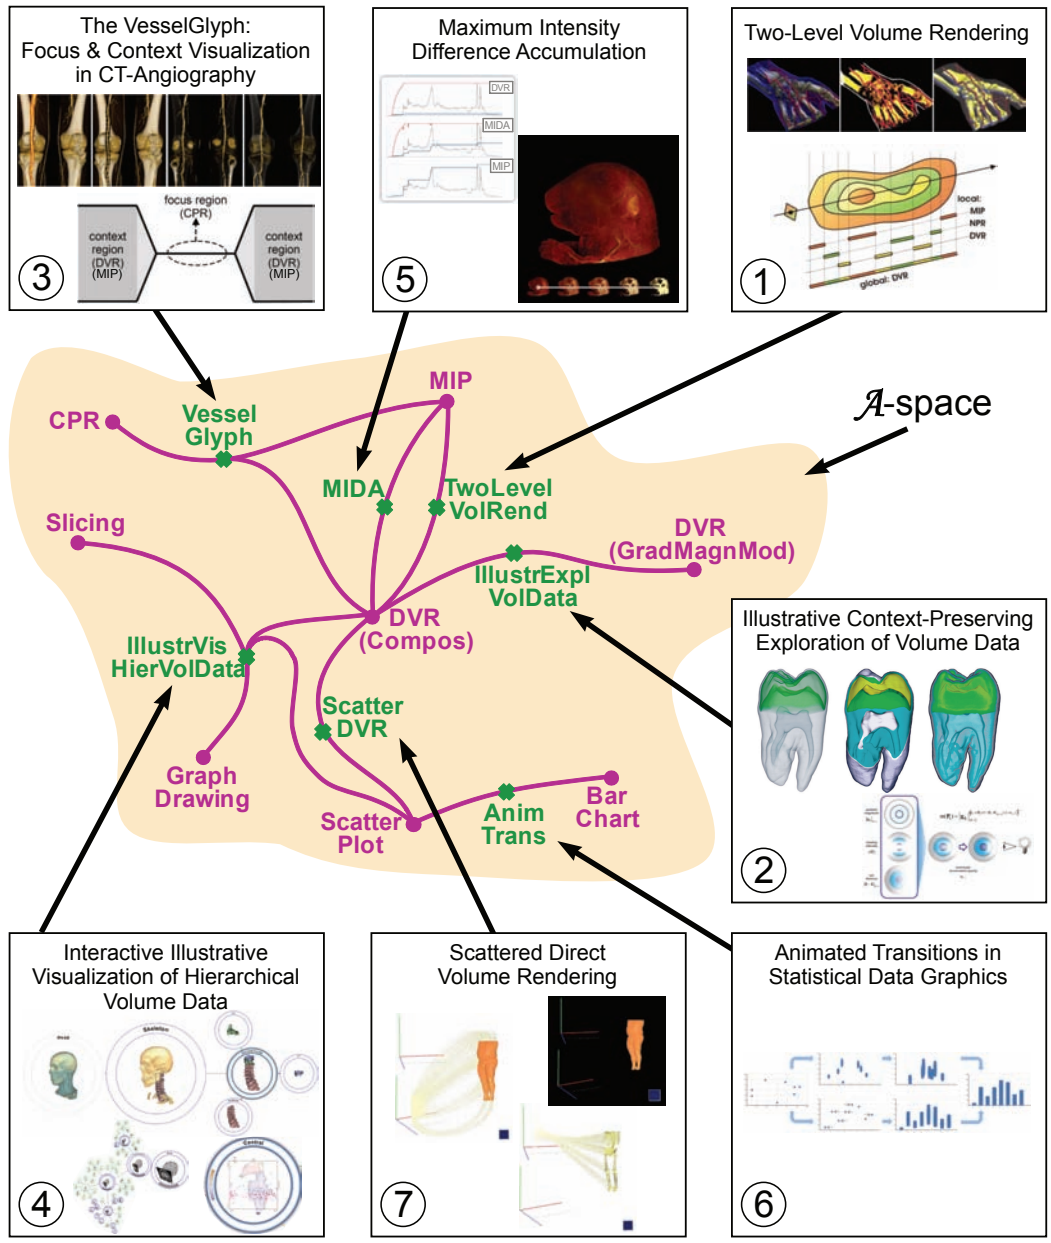 The VesselGlyph:
Focus & Context Visualization
in CT-Angiography
focus region
(CPR)
context
region
(DVR)
(MIP)
context
region
(DVR)
(MIP)
3
Maximum Intensity
Difference Accumulation
DVR
MIDA
MIP
5
Two-Level Volume Rendering
local:
MIP
NPR
DVR
global: DVR
1
A-space
MIP
CPR
Vessel
Glyph
MIDA
TwoLevel
VolRend
Slicing
DVR
(GradMagnMod)
IllustrExpl
VolData
DVR
(Compos)
IllustrVis
HierVolData
Scatter
DVR
Graph
Drawing
Scatter
Plot
Anim
Trans
Bar
Chart
Illustrative Context-Preserving
Exploration of Volume Data
2
Interactive Illustrative
Visualization of Hierarchical
Volume Data
Head
Skeleton
Central
4
Scattered Direct
Volume Rendering
7
Animated Transitions in
Statistical Data Graphics
6